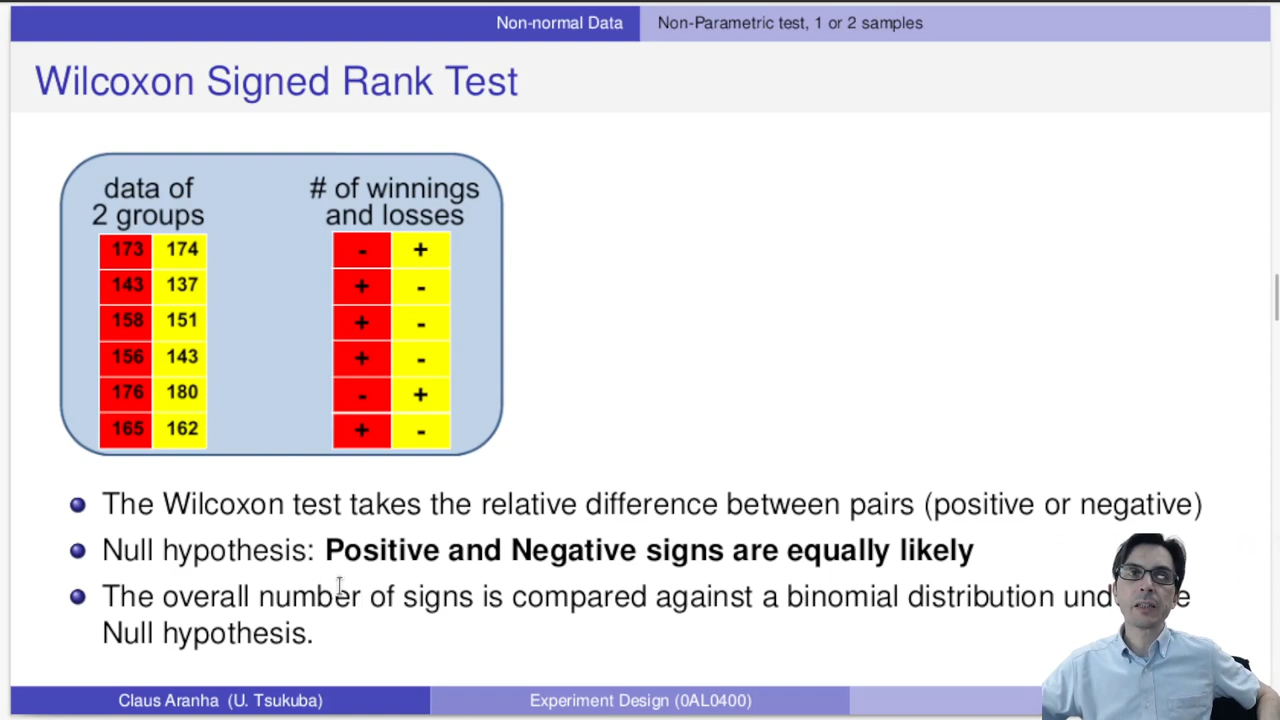 Non-normal Data Non-Parametric test, 1 or 2 samples
Wilcoxon Signed Rank Test
data of
2 groups
# of winnings
and losses
173 174 - +
143 137 + -
158 151 + -
156 143 + -
176 180 - +
165 162 + -
The Wilcoxon test takes the relative difference between pairs (positive or negative)
Null hypothesis: Positive and Negative signs are equally likely
The overall number of signs is compared against a binomial distribution
Null hypothesis.
Claus Aranha (U. Tsukuba) Experiment Design (0AL0400)